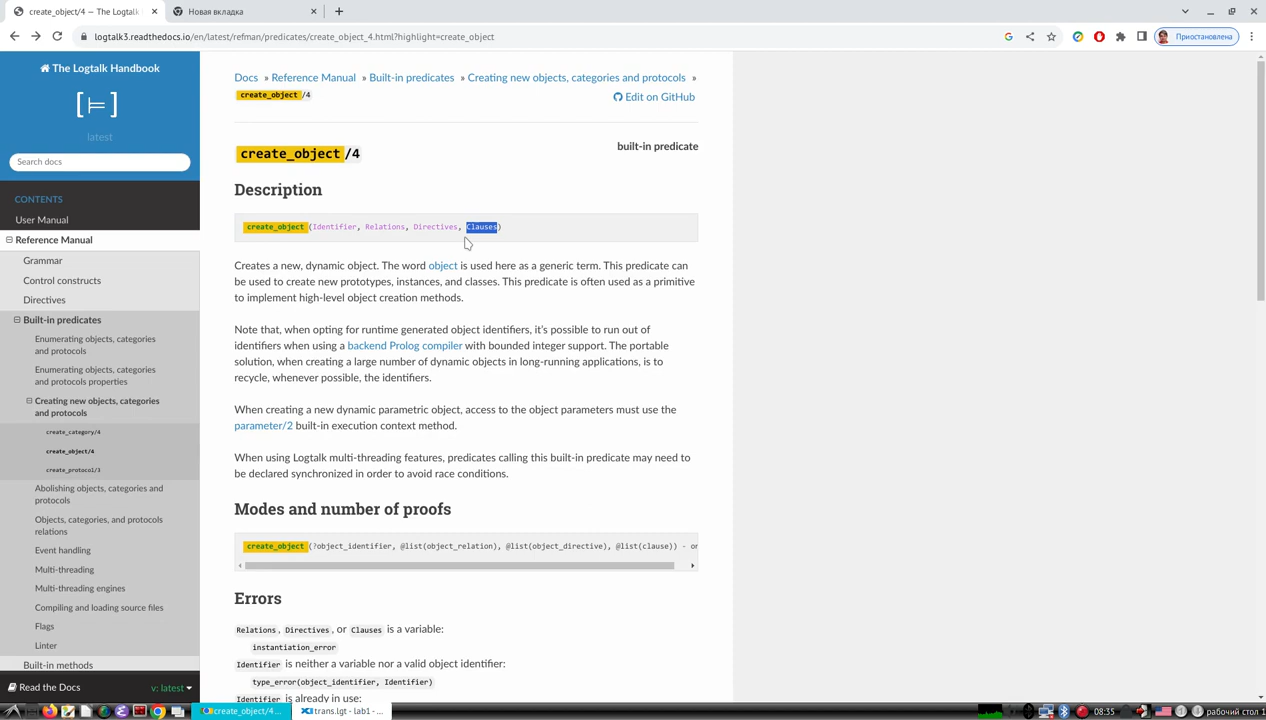 create_object/4 — The Logtalk
Новая вкладка
logtalk3.readthedocs.io/en/latest/refman/predicates/create_object_4.html?highlight=create_object
Приостановлена
The Logtalk Handbook
latest
Search docs
CONTENTS
User Manual
Reference Manual
Grammar
Control constructs
Directives
Built-in predicates
Enumerating objects, categories
and protocols
Enumerating objects, categories
and protocols properties
Creating new objects, categories
and protocols
create_category/4
create_object/4
create_protocol/3
Abolishing objects, categories and
protocols
Objects, categories, and protocols
relations
Event handling
Multi-threading
Multi-threading engines
Compiling and loading source files
Flags
Linter
Built-in methods
Read the Docs
v: latest
Docs » Reference Manual » Built-in predicates » Creating new objects, categories and protocols »
create_object/4
Edit on GitHub
built-in predicate
create_object/4
Description
create_object(Identifier, Relations, Directives, Clauses)
Creates a new, dynamic object. The word object is used here as a generic term. This predicate can
be used to create new prototypes, instances, and classes. This predicate is often used as a primitive
to implement high-level object creation methods.
Note that, when opting for runtime generated object identifiers, it’s possible to run out of
identifiers when using a backend Prolog compiler with bounded integer support. The portable
solution, when creating a large number of dynamic objects in long-running applications, is to
recycle, whenever possible, the identifiers.
When creating a new dynamic parametric object, access to the object parameters must use the
parameter/2 built-in execution context method.
When using Logtalk multi-threading features, predicates calling this built-in predicate may need to
be declared synchronized in order to avoid race conditions.
Modes and number of proofs
create_object(?object_identifier, @list(object_relation), @list(object_directive), @list(clause)) - on
Errors
Relations, Directives, or Clauses is a variable:
instantiation_error
Identifier is neither a variable nor a valid object identifier:
type_error(object_identifier, Identifier)
Identifier is already in use:
create_object/4 ...
trans.lgt - lab1 - ...
08:35
рабочий стол 1